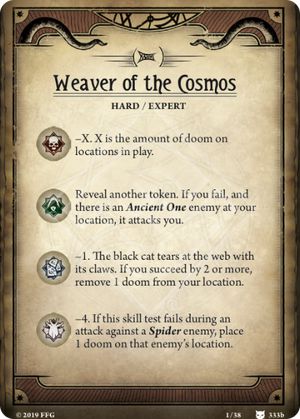 Weaver of the Cosmos
HARD / EXPERT
–X. X is the amount of doom on
locations in play.
Reveal another token. If you fail, and
there is an Ancient One enemy at your
location, it attacks you.
–1. The black cat tears at the web with
its claws. If you succeed by 2 or more,
remove 1 doom from your location.
–4. If this skill test fails during an
attack against a Spider enemy, place
1 doom on that enemy's location.
© 2019 FFG 1/38 333b